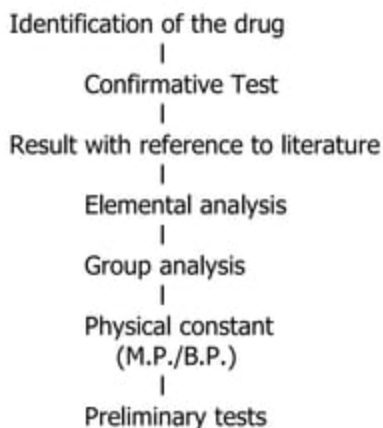 Identification of the drug
|
Confirmative Test
|
Result with reference to literature
|
Elemental analysis
|
Group analysis
|
Physical constant
(M.P./B.P.)
|
Preliminary tests